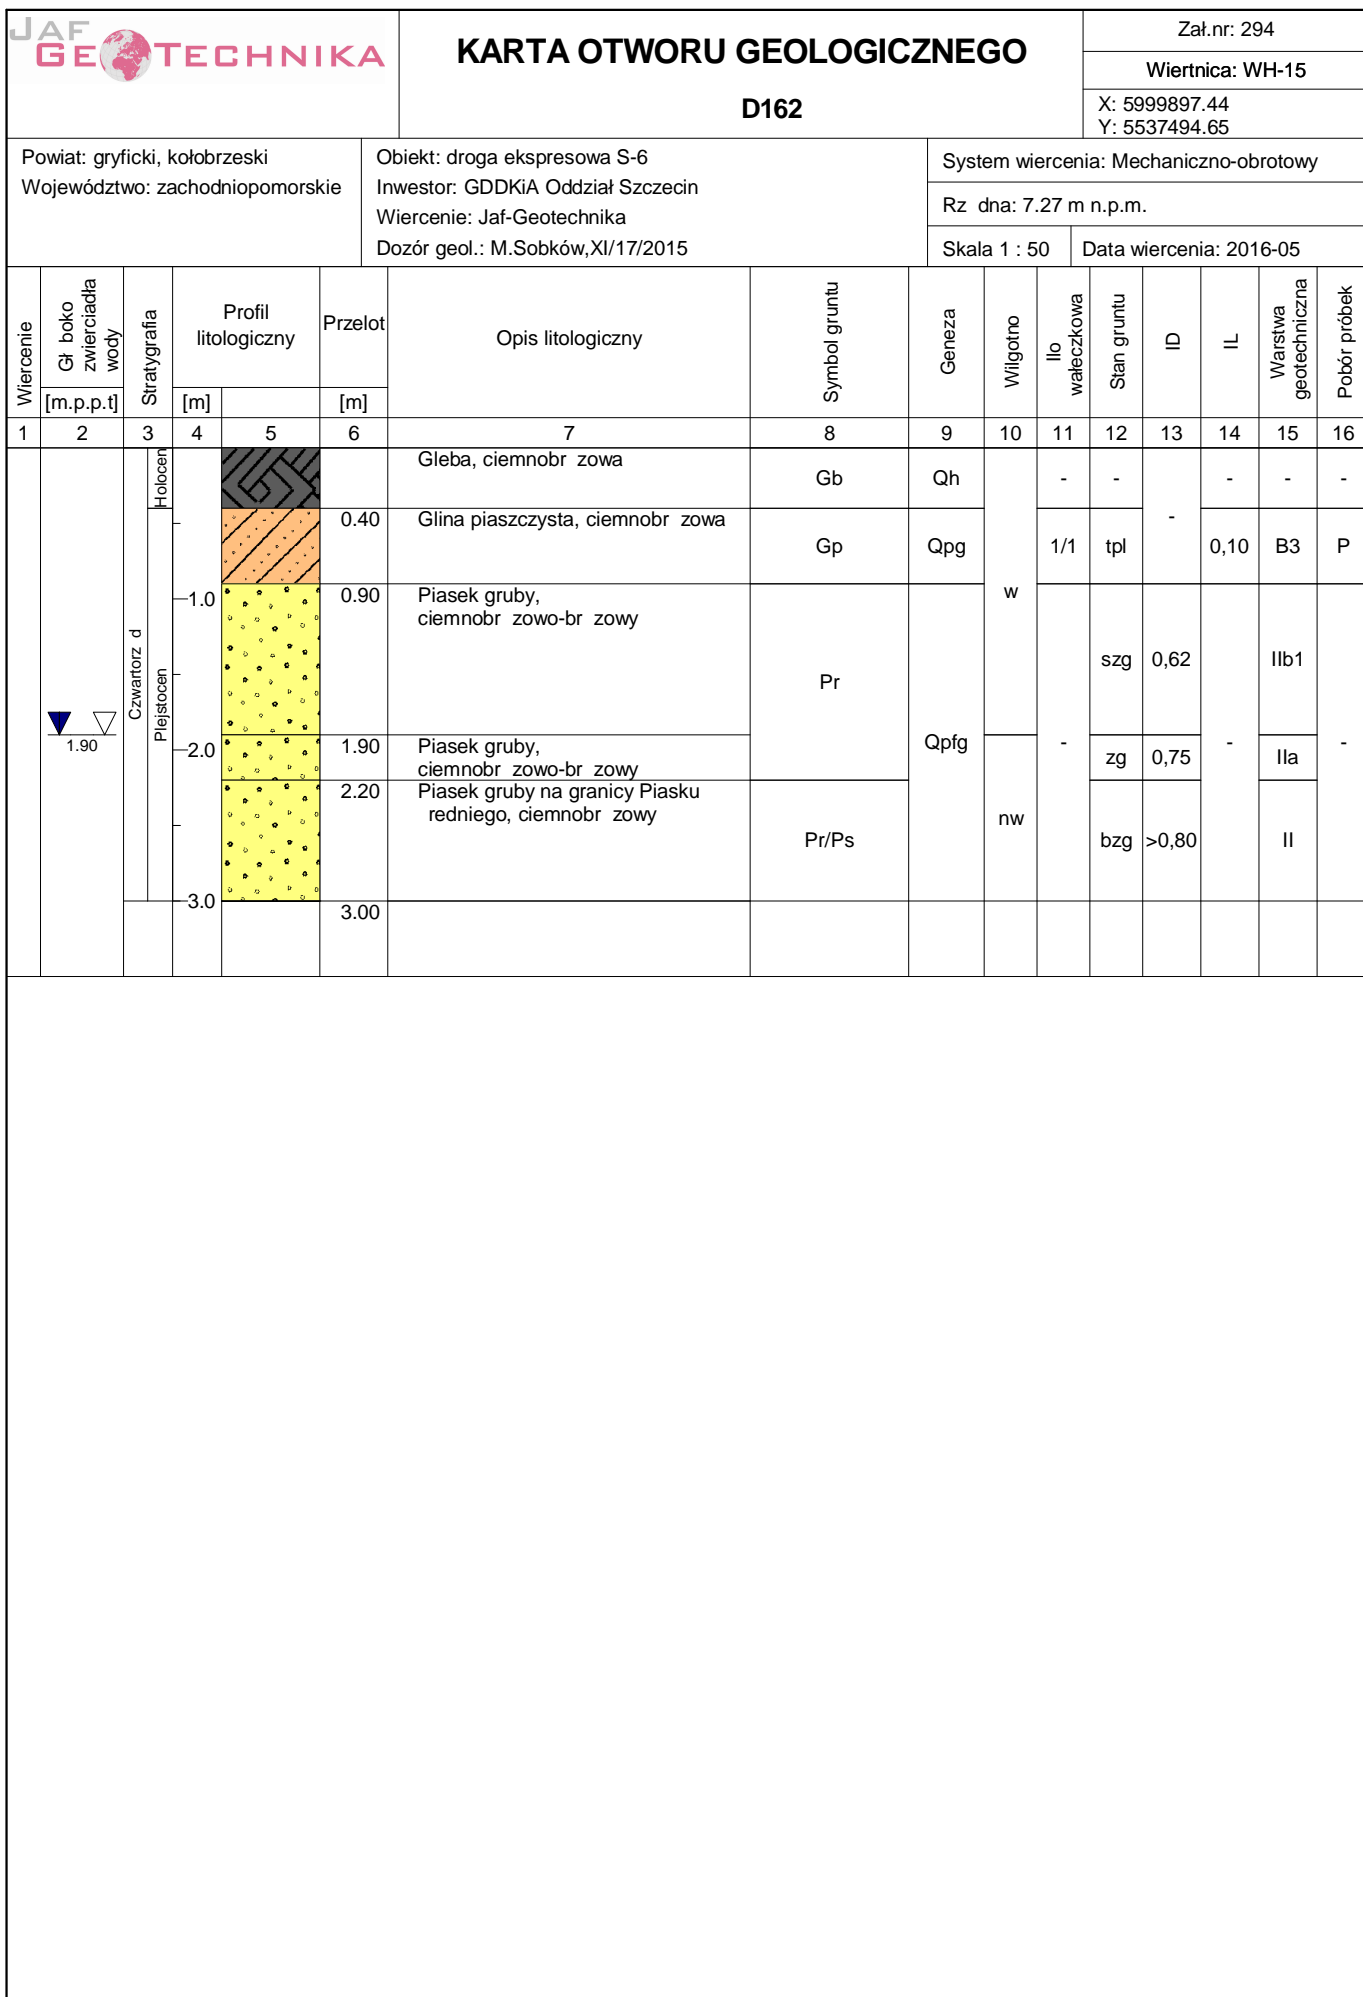 JAF
GEOTECHNIKA
KARTA OTWORU GEOLOGICZNEGO
D162
Zał.nr: 294
Wiertnica: WH-15
X: 5999897.44
Y: 5537494.65
Powiat: gryficki, kołobrzeski
Województwo: zachodniopomorskie
Obiekt: droga ekspresowa S-6
Inwestor: GDDKiA Oddział Szczecin
Wiercenie: Jaf-Geotechnika
Dozór geol.: M.Sobków,XI/17/2015
System wiercenia: Mechaniczno-obrotowy
Rz dna: 7.27 m n.p.m.
Skala 1 : 50
Data wiercenia: 2016-05
Wiercenie
Gł boko
zwierciadła
wody
[m.p.p.t]
Stratygrafia
Profil
litologiczny
[m]
Przelot
[m]
Opis litologiczny
Symbol gruntu
Geneza
Wilgotno
Ilo
wałeczkowa
Stan gruntu
ID
IL
Warstwa
geotechniczna
Pobór próbek
1 2 3 4 5 6 7 8 9 10 11 12 13 14 15 16
Holocen
Gleba, ciemnobr zowa
Gb Qh - - - - -
0.40 Glina piaszczysta, ciemnobr zowa
-
Gp Qpg 1/1 tpl 0,10 B3 P
w
1.0 0.90 Piasek gruby,
ciemnobr zowo-br zowy
Czwartorz d
Plejstocen
Pr szg 0,62 IIb1
1.90
Qpfg - - -
2.0 1.90 Piasek gruby,
ciemnobr zowo-br zowy
zg 0,75 IIa
2.20 Piasek gruby na granicy Piasku
redniego, ciemnobr zowy
nw
Pr/Ps bzg >0,80 II
3.0 3.00